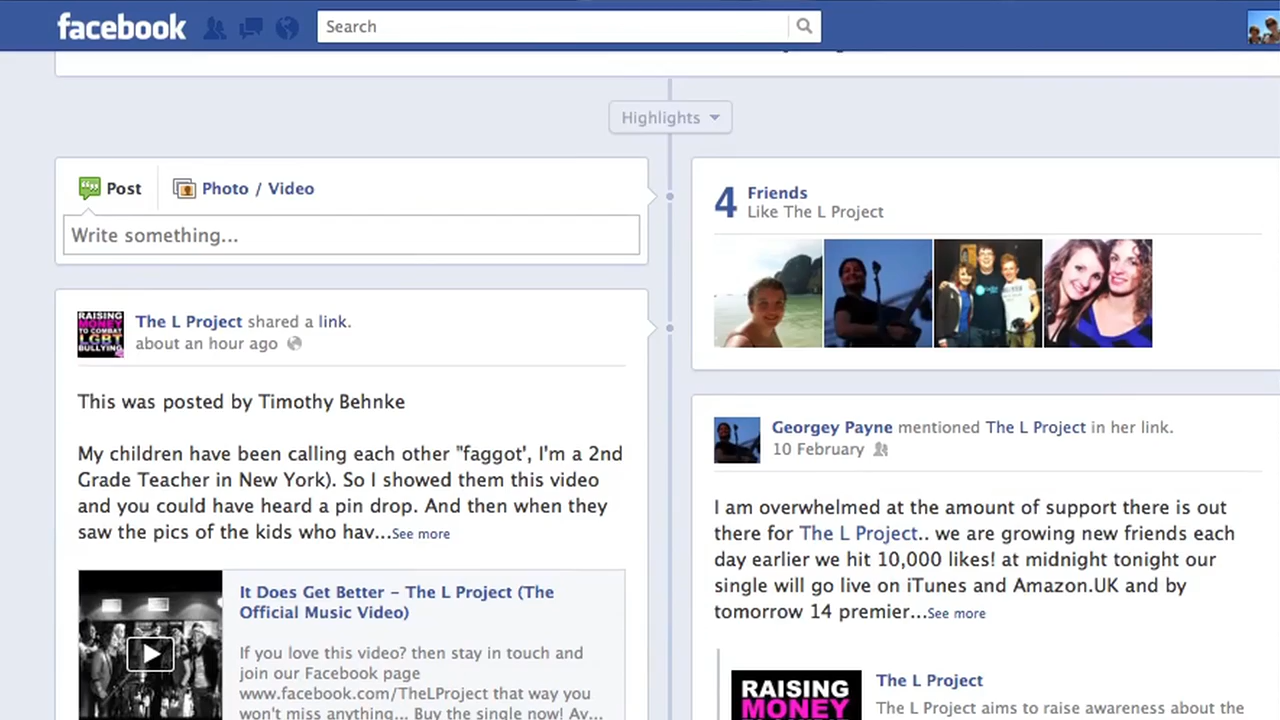 facebook
Search
Highlights
Post
Photo / Video
Write something...
The L Project shared a link.
about an hour ago
This was posted by Timothy Behnke
My children have been calling each other "faggot', I'm a 2nd
Grade Teacher in New York). So I showed them this video
and you could have heard a pin drop. And then when they
saw the pics of the kids who hav...See more
RAISING
MONEY
TO COMBAT
LGBT
BULLYING
It Does Get Better – The L Project (The
Official Music Video)
If you love this video? then stay in touch and
join our Facebook page
www.facebook.com/TheLProject that way you
won't miss anything... Buy the single now! Av...
4 Friends
Like The L Project
Georgey Payne mentioned The L Project in her link.
10 February
I am overwhelmed at the amount of support there is out
there for The L Project.. we are growing new friends each
day earlier we hit 10,000 likes! at midnight tonight our
single will go live on iTunes and Amazon.UK and by
tomorrow 14 premier...See more
RAISING
MONEY
The L Project
The L Project aims to raise awareness about the